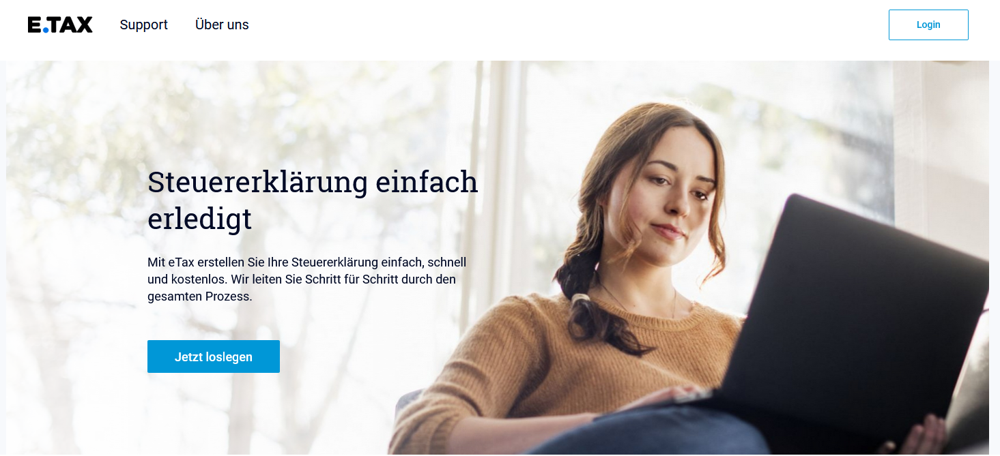 E.TAX Support Über uns Login
Steuererklärung einfach
erledigt
Mit eTax erstellen Sie Ihre Steuererklärung einfach, schnell
und kostenlos. Wir leiten Sie Schritt für Schritt durch den
gesamten Prozess.
Jetzt loslegen